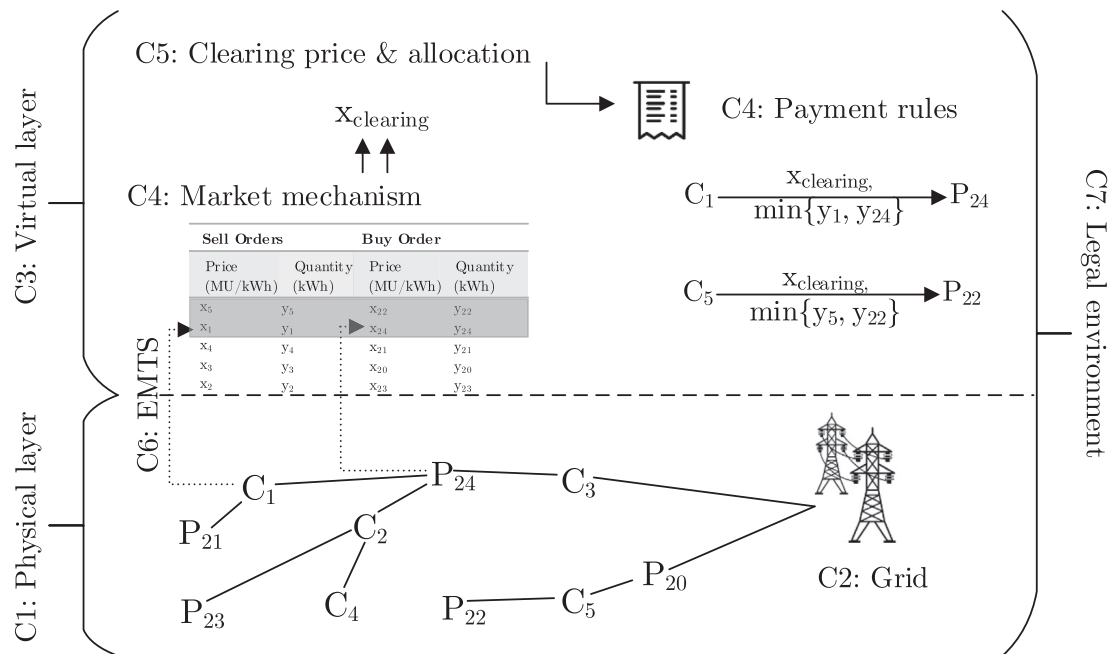 C5: Clearing price & allocation
x_clearing
C4: Payment rules
C4: Market mechanism
Sell Orders Buy Order
Price (MU/kWh) Quantity (kWh) Price (MU/kWh) Quantity (kWh)
x5 y5 x22 y22
x1 y1 x24 y24
x4 y4 x21 y21
x3 y3 x20 y20
x2 y2 x23 y23
C1 x_clearing, min{y1, y24} P24
C5 x_clearing, min{y5, y22} P22
C3: Virtual layer
C7: Legal environment
C6: EMTS
C1: Physical layer
C1
P24
C3
P21
C2
P20
C2: Grid
P23
C4
P22
C5